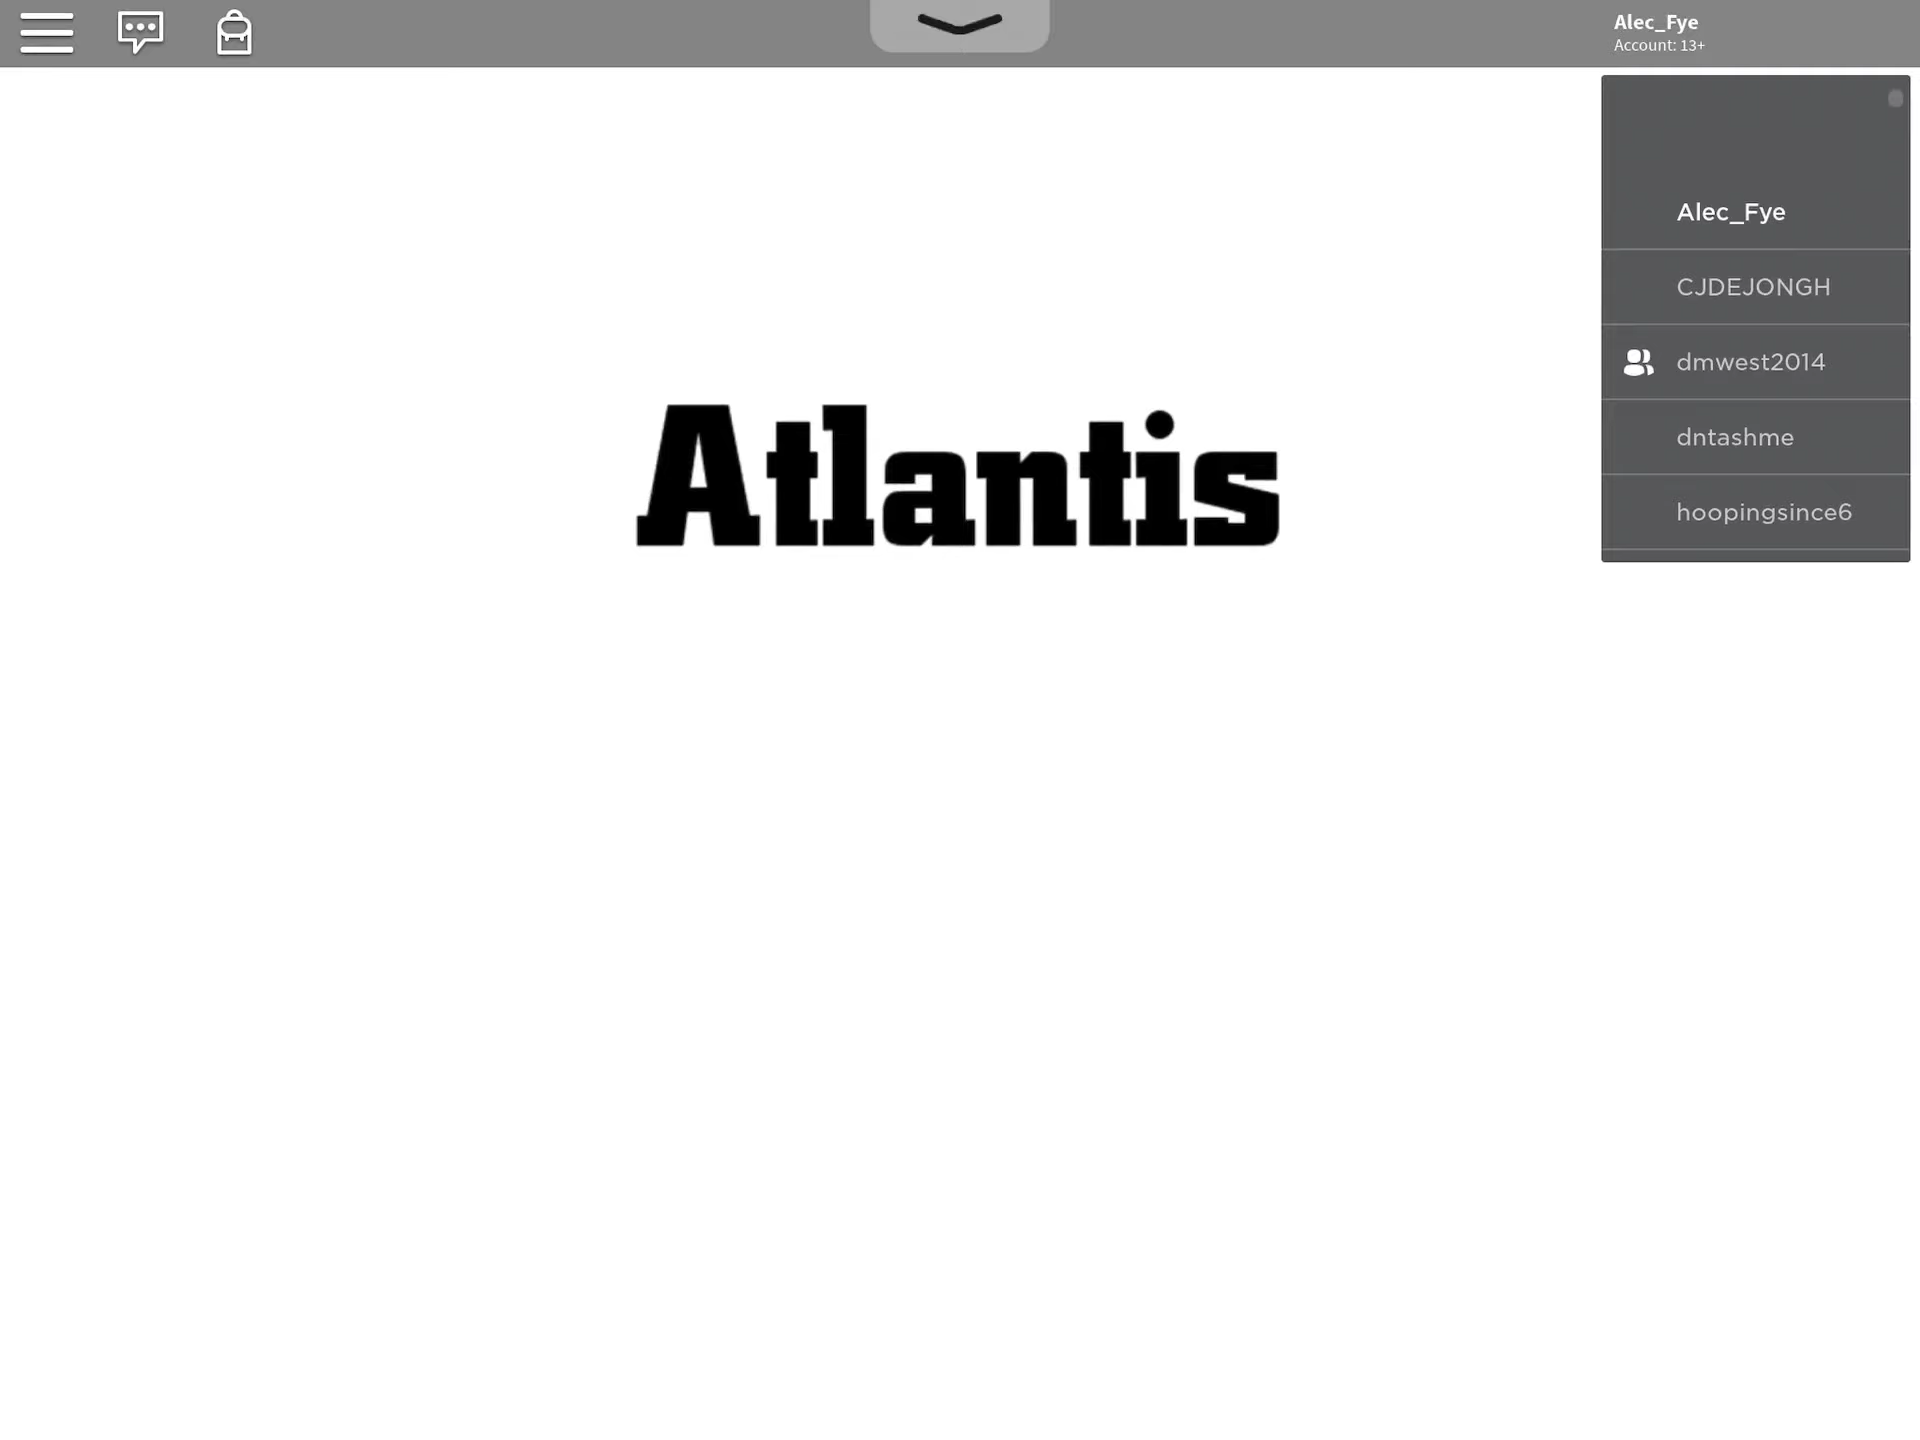 Alec_Fye
Account: 13+
Alec_Fye
CJDEJONGH
dmwest2014
dntashme
hoopingsince6
Atlantis